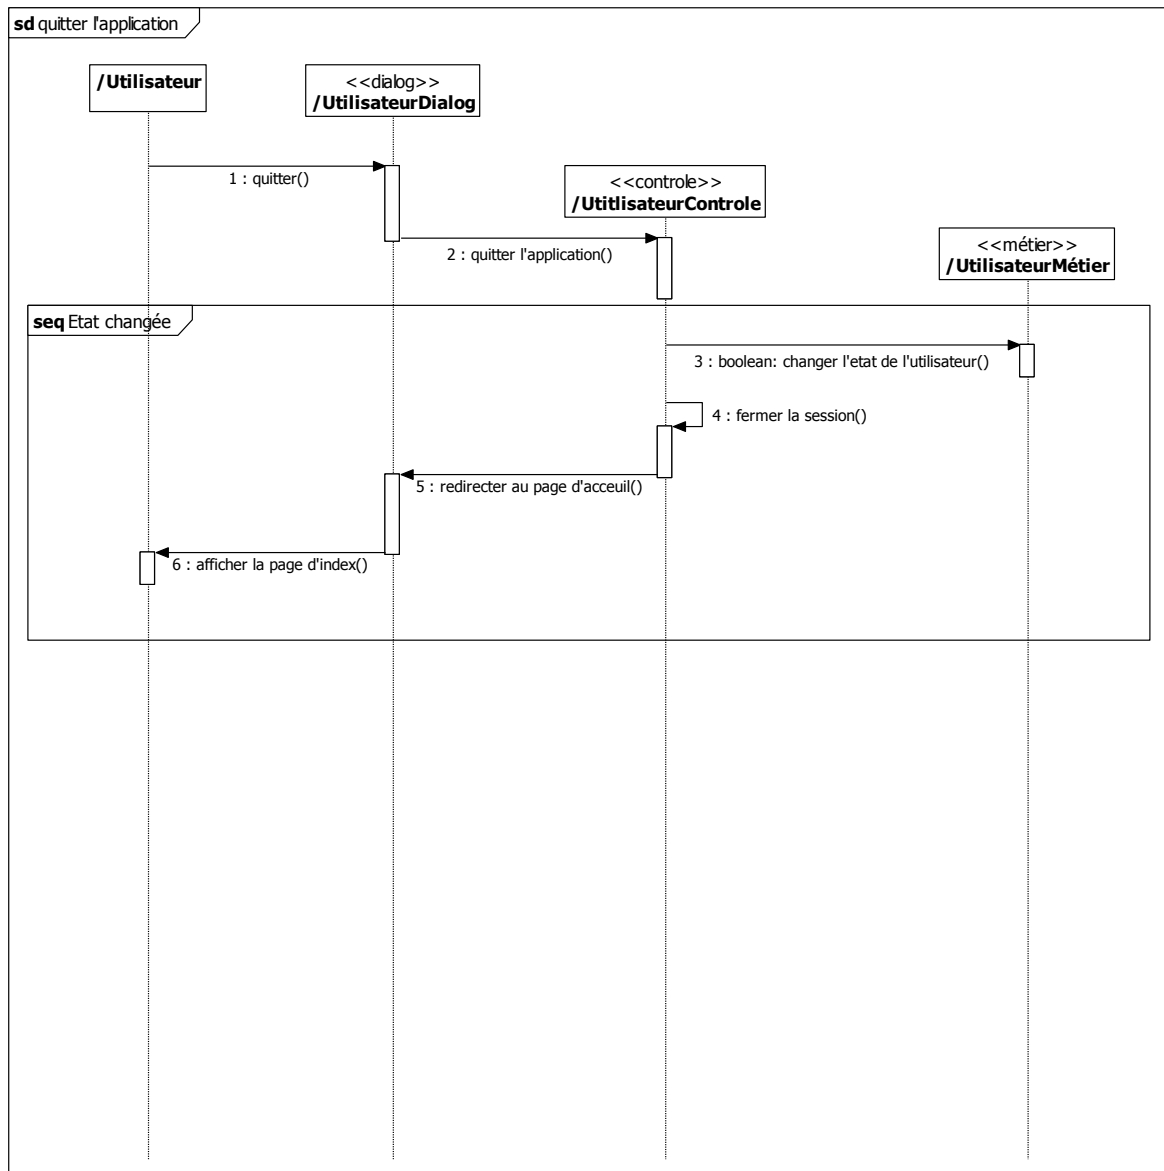 sd quitter l'application
/Utilisateur
<<dialog>>
/UtilisateurDialog
1 : quitter()
<<controle>>
/UtitlisateurControle
2 : quitter l'application()
<<métier>>
/UtilisateurMétier
seq Etat changée
3 : boolean: changer l'etat de l'utilisateur()
4 : fermer la session()
5 : redirecter au page d'acceuil()
6 : afficher la page d'index()